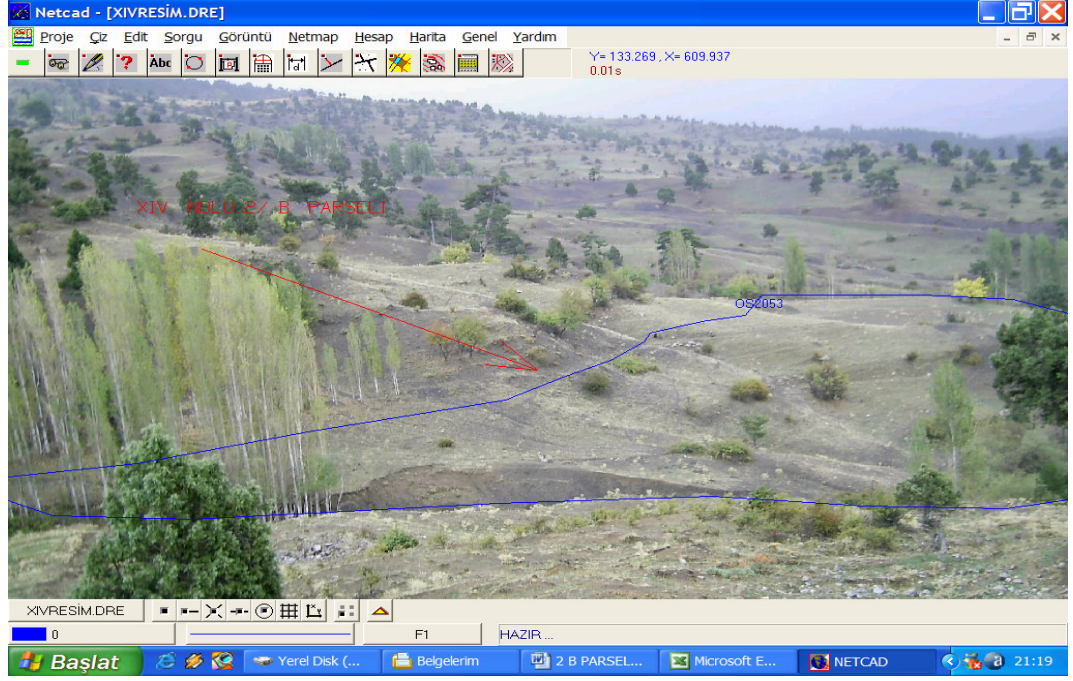 Netcad - [XIVRESİM.DRE]
Proje Çiz Edit Sorgu Görüntü Netmap Hesap Harita Genel Yardım
Abc
Y= 133.269 , X= 609.937
0.01s
XIV NOLU 2/ B PARSELİ
OS2053
XIVRESİM.DRE
0
F1
HAZIR ...
Başlat
Yerel Disk (...
Belgelerim
2 B PARSEL...
Microsoft E...
NETCAD
21:19